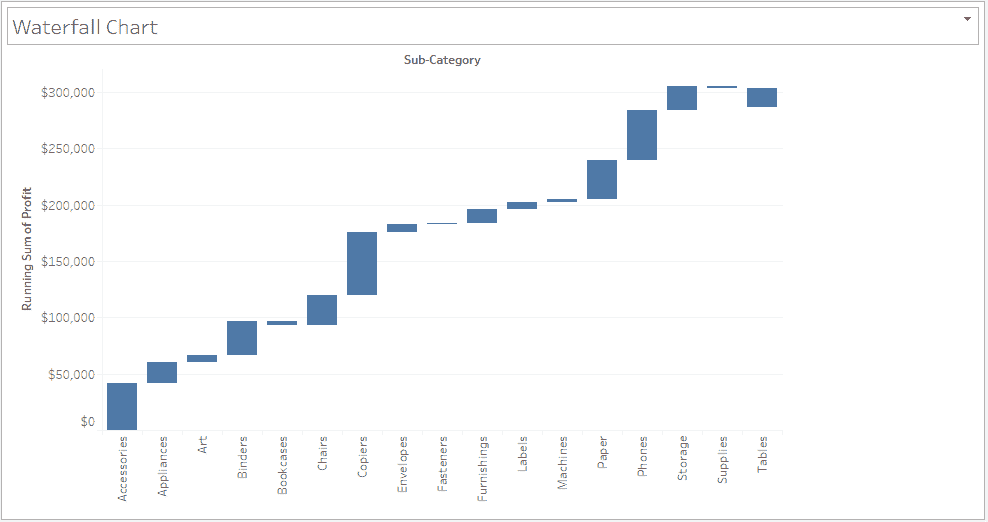 Waterfall Chart
Sub-Category
Running Sum of Profit
$300,000
$250,000
$200,000
$150,000
$100,000
$50,000
$0
Accessories
Appliances
Art
Binders
Bookcases
Chairs
Copiers
Envelopes
Fasteners
Furnishings
Labels
Machines
Paper
Phones
Storage
Supplies
Tables